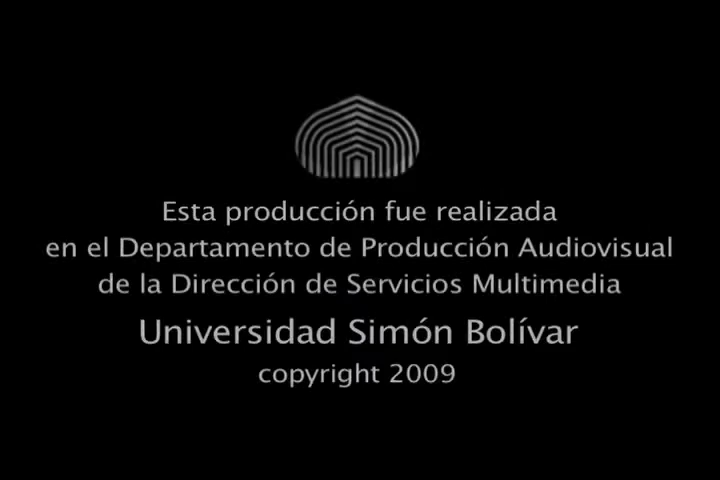 Esta producción fue realizada
en el Departamento de Producción Audiovisual
de la Dirección de Servicios Multimedia
Universidad Simón Bolívar
copyright 2009